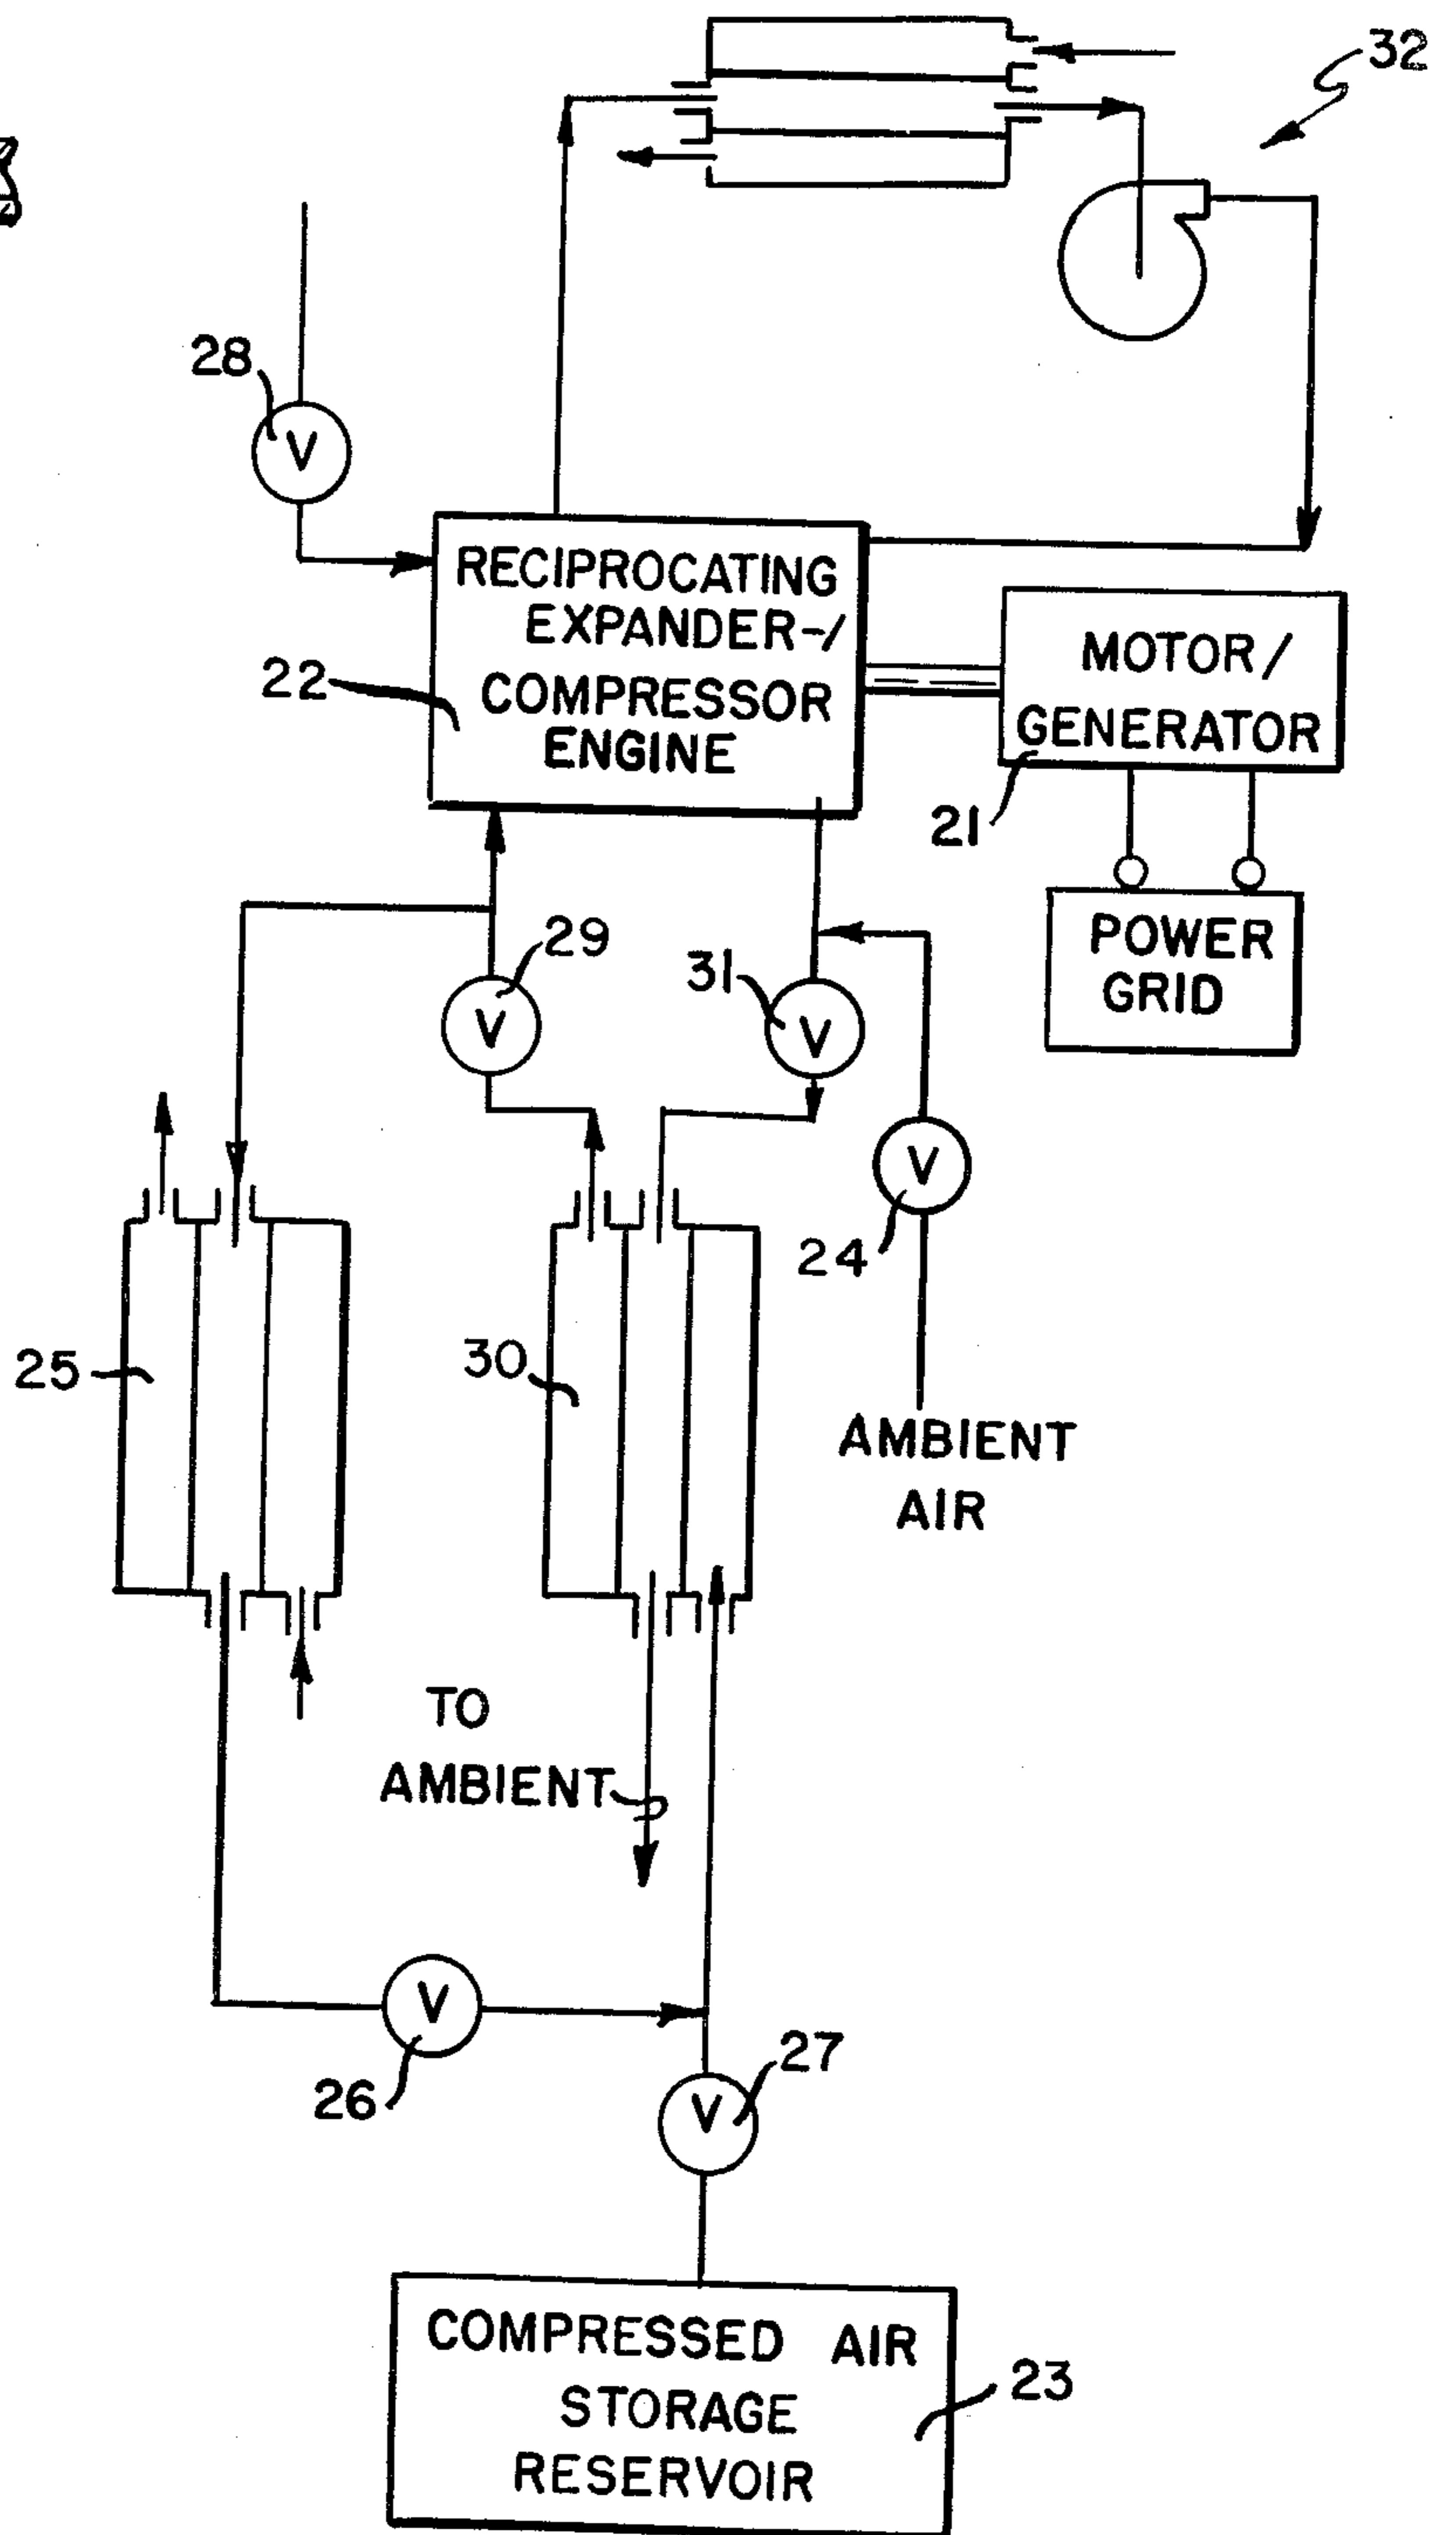 32
28
V
RECIPROCATING
EXPANDER-/
COMPRESSOR
ENGINE
22
MOTOR/
GENERATOR
21
POWER
GRID
29
V
31
V
V
24
25
30
AMBIENT
AIR
TO
AMBIENT
V
26
27
V
COMPRESSED AIR
STORAGE
RESERVOIR
23